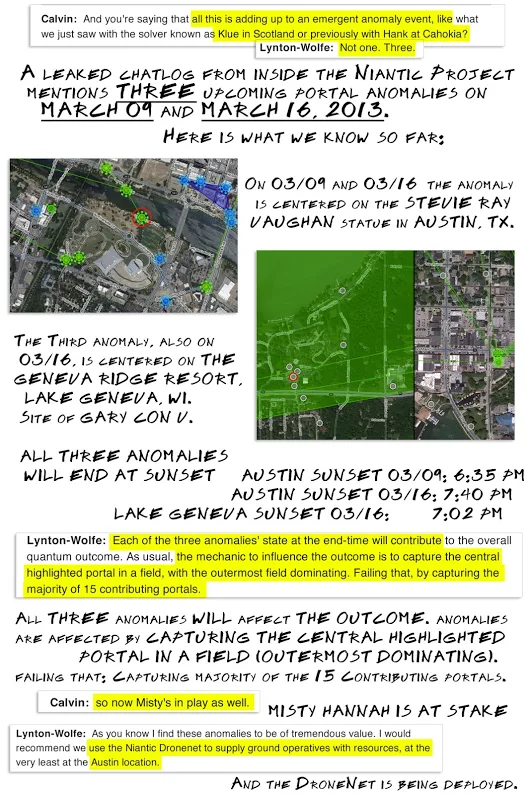 Calvin: And you're saying that all this is adding up to an emergent anomaly event, like what
we just saw with the solver known as Klue in Scotland or previously with Hank at Cahokia?
Lynton-Wolfe: Not one. Three.
A LEAKED CHATLOG FROM INSIDE THE NIANTIC PROJECT
MENTIONS THREE UPCOMING PORTAL ANOMALIES ON
MARCH 09 AND MARCH 16, 2013.
HERE IS WHAT WE KNOW SO FAR:
ON 03/09 AND 03/16 THE ANOMALY
IS CENTERED ON THE STEVIE RAY
VAUGHAN STATUE IN AUSTIN, TX.
THE THIRD ANOMALY, ALSO ON
03/16, IS CENTERED ON THE
GENEVA RIDGE RESORT,
LAKE GENEVA, WI.
SITE OF GARY CON V.
ALL THREE ANOMALIES
WILL END AT SUNSET
AUSTIN SUNSET 03/09: 6:35 PM
AUSTIN SUNSET 03/16: 7:40 PM
LAKE GENEVA SUNSET 03/16: 7:02 PM
Lynton-Wolfe: Each of the three anomalies' state at the end-time will contribute to the overall
quantum outcome. As usual, the mechanic to influence the outcome is to capture the central
highlighted portal in a field, with the outermost field dominating. Failing that, by capturing the
majority of 15 contributing portals.
ALL THREE ANOMALIES WILL AFFECT THE OUTCOME. ANOMALIES
ARE AFFECTED BY CAPTURING THE CENTRAL HIGHLIGHTED
PORTAL IN A FIELD (OUTERMOST DOMINATING).
FAILING THAT: CAPTURING MAJORITY OF THE 15 CONTRIBUTING PORTALS.
Calvin: so now Misty's in play as well.
MISTY HANNAH IS AT STAKE
Lynton-Wolfe: As you know I find these anomalies to be of tremendous value. I would
recommend we use the Niantic Dronenet to supply ground operatives with resources, at the
very least at the Austin location.
AND THE DRONENET IS BEING DEPLOYED.